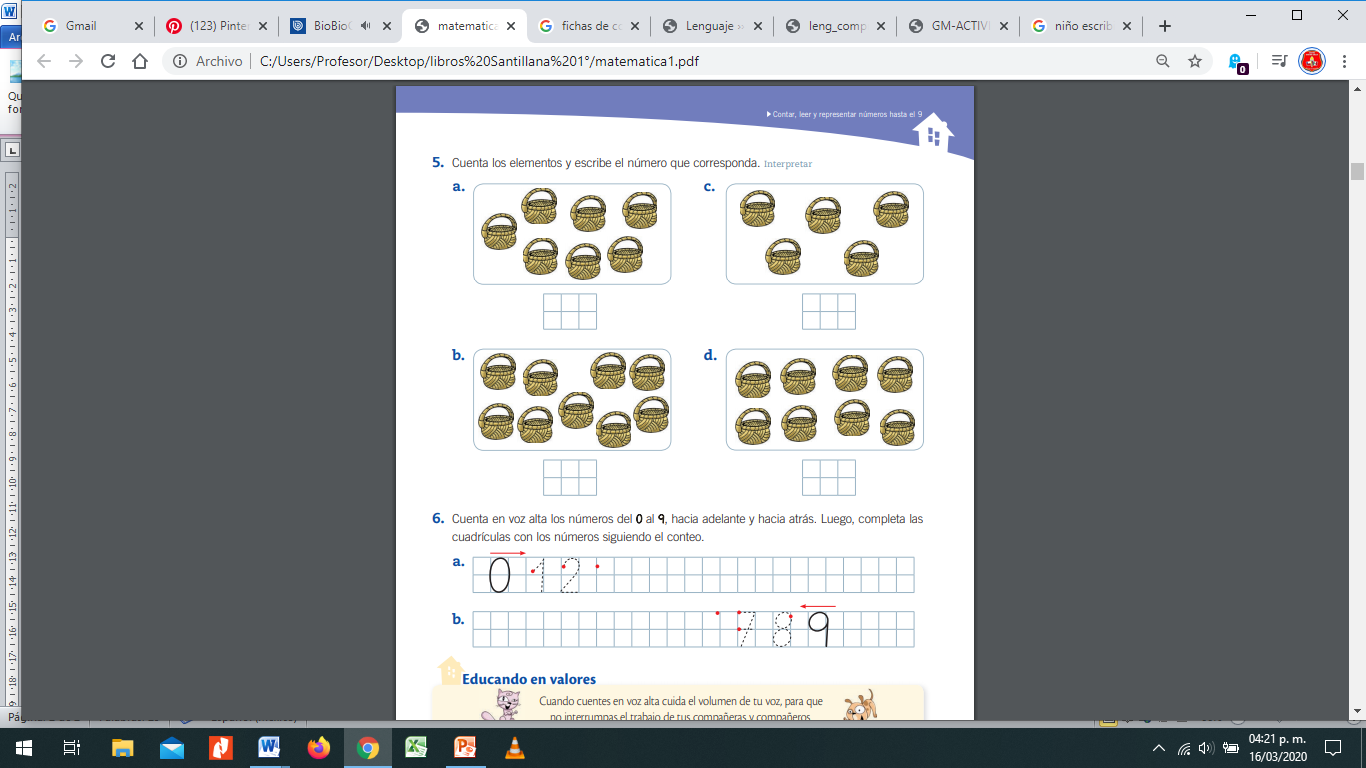 Gmail
(123) Pinter
BioBioC
matematica
fichas de co
Lenguaje »
leng_comp
GM-ACTIVI
niño escrib
Archivo
C:/Users/Profesor/Desktop/libros%20Santillana%201°/matematica1.pdf
0
Contar, leer y representar números hasta el 9
5. Cuenta los elementos y escribe el número que corresponda. Interpretar
a.
c.
b.
d.
6. Cuenta en voz alta los números del 0 al 9, hacia adelante y hacia atrás. Luego, completa las
cuadrículas con los números siguiendo el conteo.
a. 0 1 2
b. 7 8 9
Educando en valores
Cuando cuentes en voz alta cuida el volumen de tu voz, para que
no interrumpas el trabajo de tus compañeras y compañeros
04:21 p. m.
16/03/2020